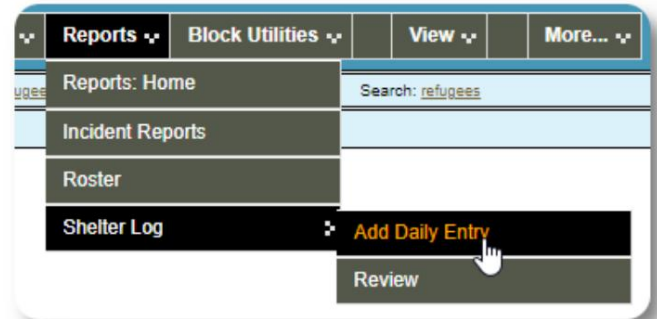 Reports Block Utilities View More...
Reports: Home
Search: refugees
Incident Reports
Roster
Shelter Log
Add Daily Entry
Review